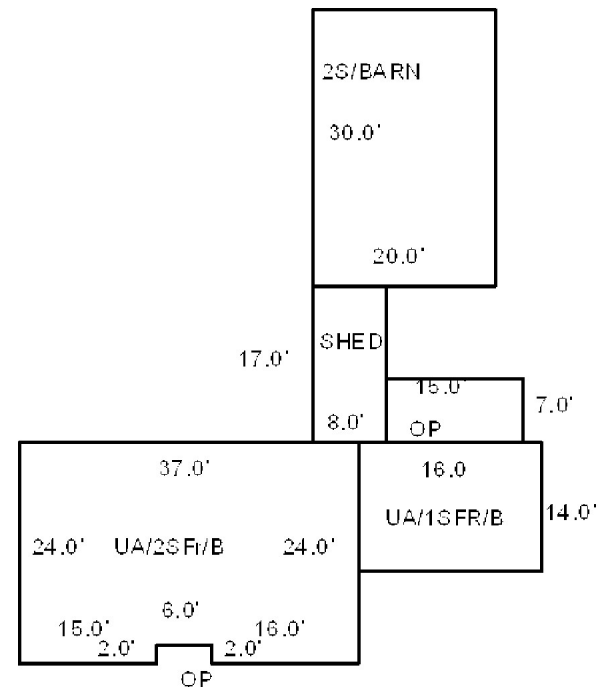 2S/BARN
30.0'
20.0'
SHED
17.0'
15.0'
7.0'
8.0'
OP
37.0'
16.0
UA/1SFR/B
14.0'
24.0'
UA/2SFr/B
24.0'
6.0'
15.0'
16.0'
2.0'
2.0'
OP